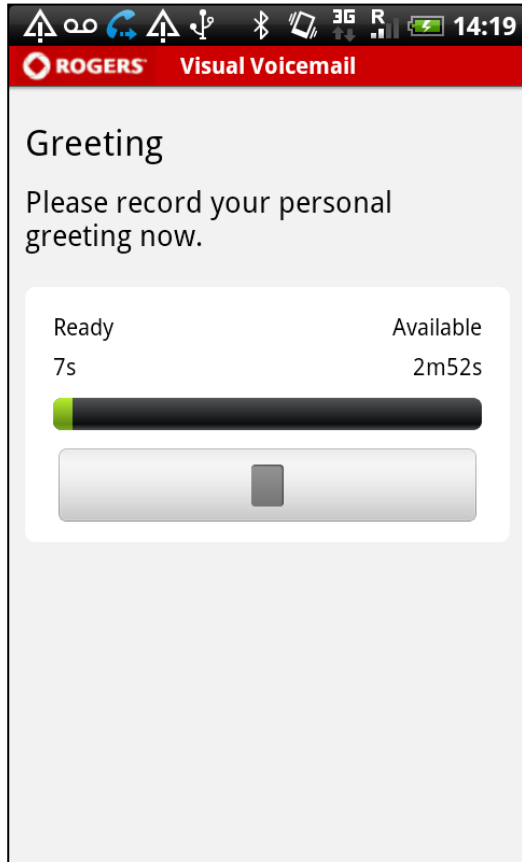 3G R 14:19
ROGERS Visual Voicemail
Greeting
Please record your personal
greeting now.
Ready Available
7s 2m52s